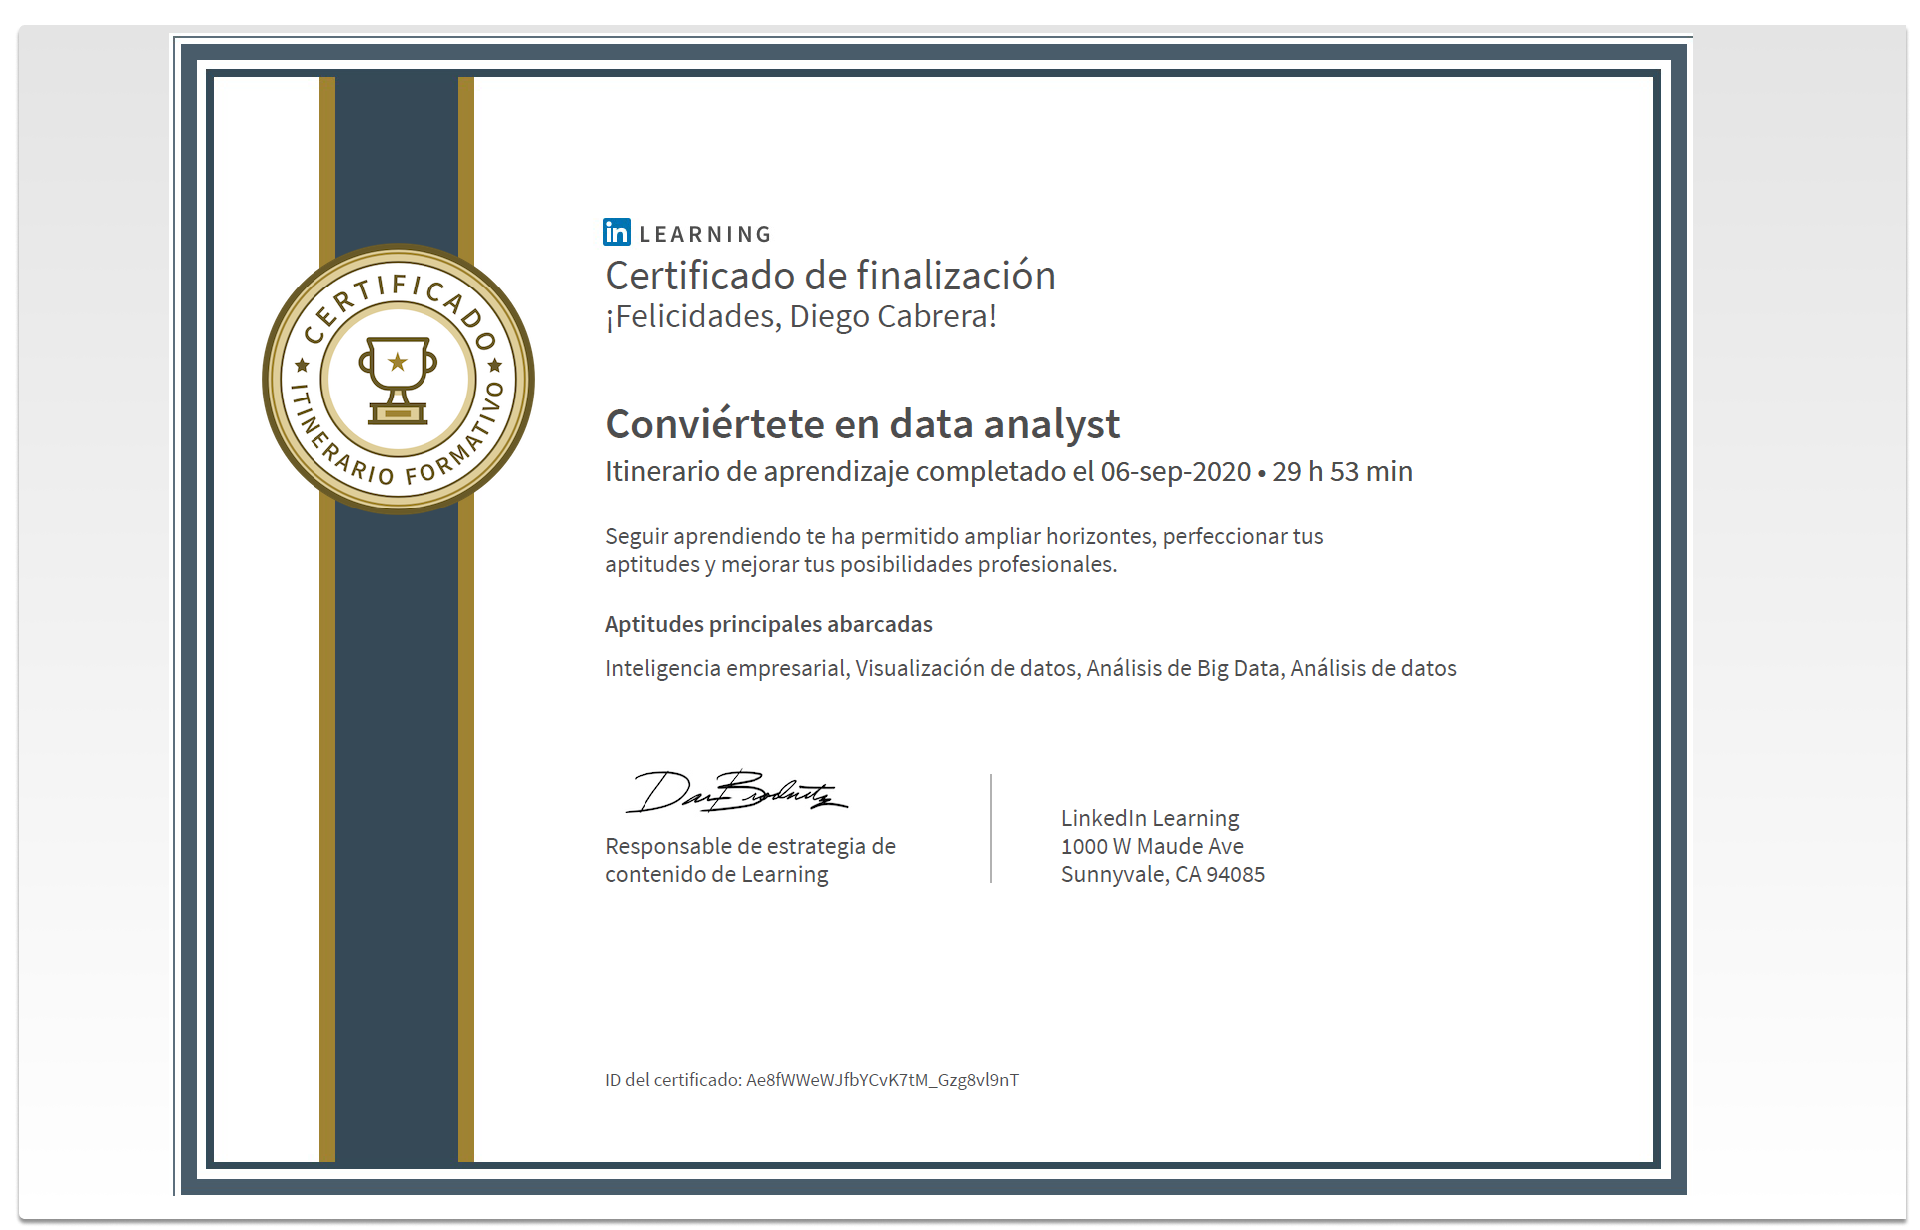 CERTIFICADO
ITINERARIO FORMATIVO
in LEARNING
Certificado de finalización
¡Felicidades, Diego Cabrera!
Conviértete en data analyst
Itinerario de aprendizaje completado el 06-sep-2020 • 29 h 53 min
Seguir aprendiendo te ha permitido ampliar horizontes, perfeccionar tus
aptitudes y mejorar tus posibilidades profesionales.
Aptitudes principales abarcadas
Inteligencia empresarial, Visualización de datos, Análisis de Big Data, Análisis de datos
Responsable de estrategia de
contenido de Learning
LinkedIn Learning
1000 W Maude Ave
Sunnyvale, CA 94085
ID del certificado: Ae8fWWeWJfbYCvK7tM_Gzg8vl9nT